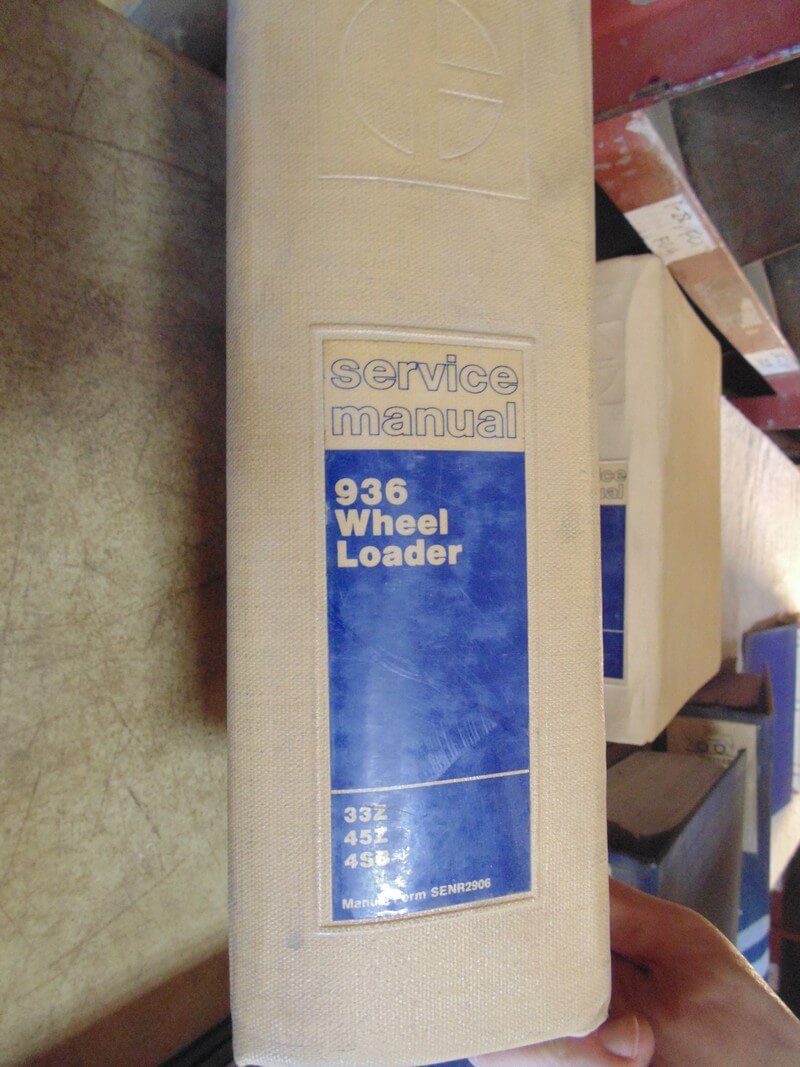 service
manual
936
Wheel
Loader
33Z
45Z
Form SENR2906